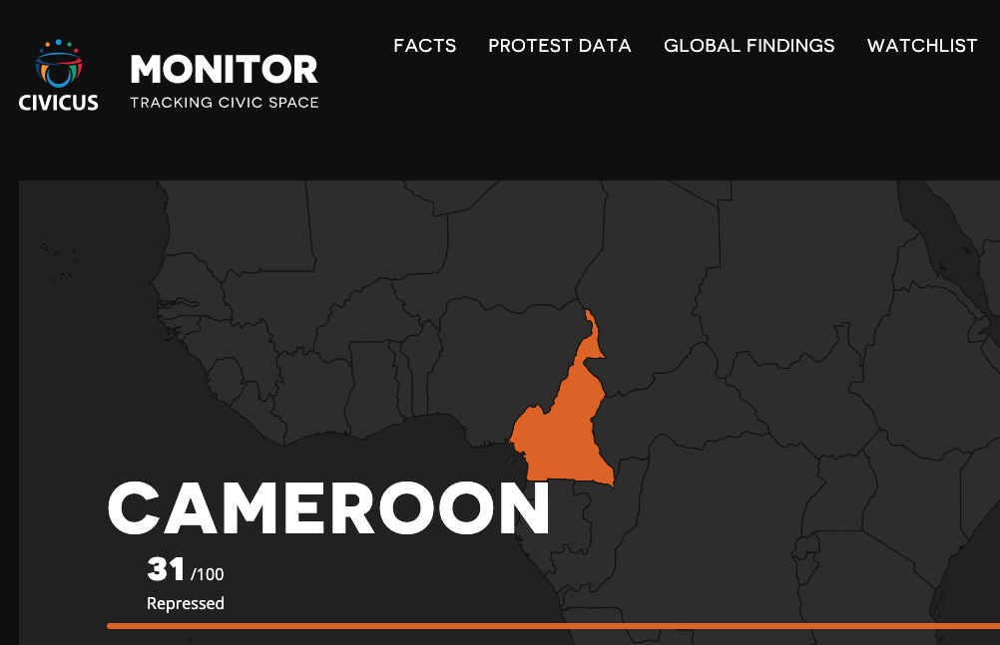 FACTS PROTEST DATA GLOBAL FINDINGS WATCHLIST
CIVICUS
MONITOR
TRACKING CIVIC SPACE
CAMEROON
31 /100
Repressed